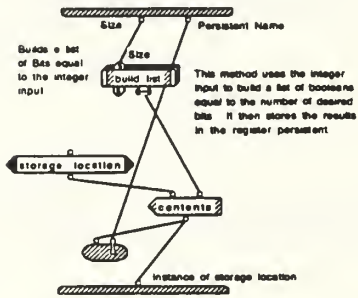 Size
Persistent Name
Builds a list
of Bits equal
to the integer
input
Size
build list
This method uses the integer
input to build a list of booleans
equal to the number of desired
bits It then stores the results
in the register persistent
storage location
contents
Instance of storage location